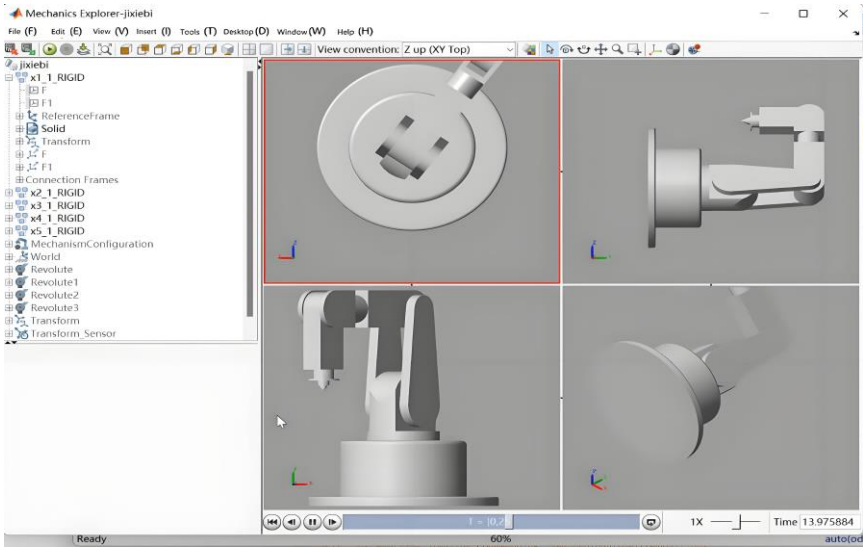 Mechanics Explorer-jixiebi
File (F) Edit (E) View (V) Insert (I) Tools (T) Desktop(D) Window(W) Help (H)
View convention: Z up (XY Top)
jixiebi
x1_1_RIGID
F
F1
ReferenceFrame
Solid
Transform
F
F1
Connection Frames
x2_1_RIGID
x3_1_RIGID
x4_1_RIGID
x5_1_RIGID
MechanismConfiguration
World
Revolute
Revolute1
Revolute2
Revolute3
Transform
Transform_Sensor
1X Time 13.975884
Ready 60% auto(od